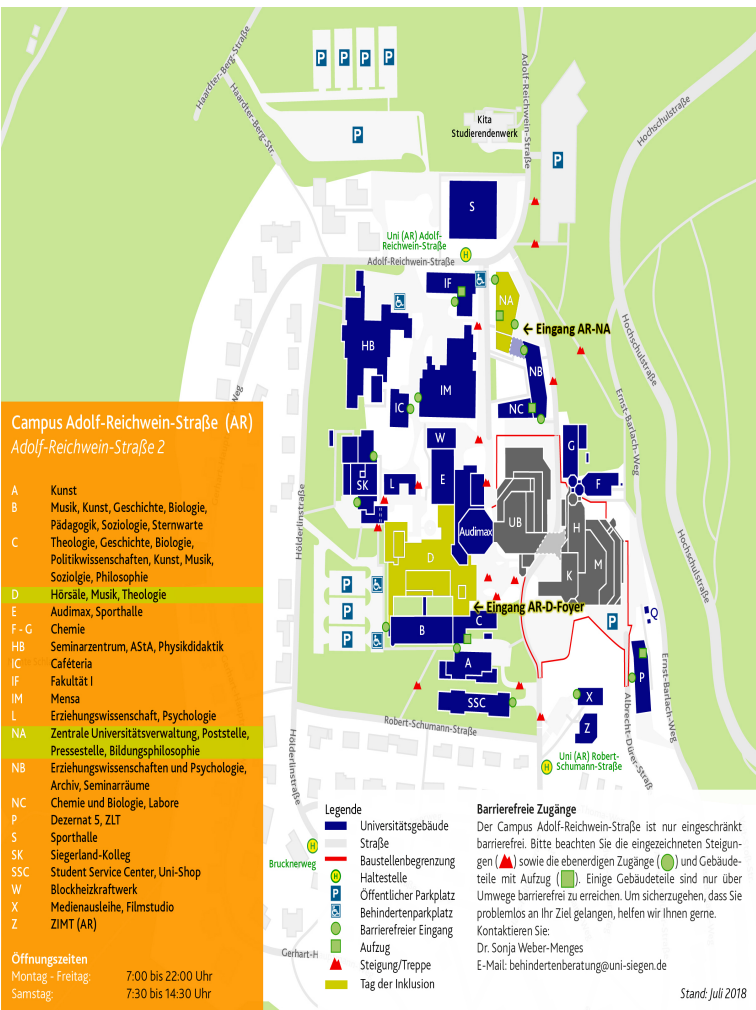 Haardter-Berg-Straße
Haardter-Berg-Str.
Adolf-Reichwein-Straße
Hochschulstraße
P
P
P
P
P
P
Kita
Studierendenwerk
S
Uni (AR) Adolf-
Reichwein-Straße
H
Adolf-Reichwein-Straße
IF
NA
← Eingang AR-NA
HB
NB
IM
IC
NC
Hochschulstraße
Ernst-Barlach-Weg
Weg
W
G
SK
L
E
F
UB
Audimax
H
Hölderlinstraße
D
M
K
Hochschulstraße
P
P
P
← Eingang AR-D-Foyer
B
C
P
Q
A
P
SSC
X
Z
Robert-Schumann-Straße
Ernst-Barlach-Weg
Albrecht-Dürer-Straß
Uni (AR) Robert-
Schumann-Straße
H
Hölderlinstraße
H
Brucknerweg
Gerhart-H
Campus Adolf-Reichwein-Straße (AR)
Adolf-Reichwein-Straße 2
A Kunst
B Musik, Kunst, Geschichte, Biologie,
Pädagogik, Soziologie, Sternwarte
C Theologie, Geschichte, Biologie,
Politikwissenschaften, Kunst, Musik,
Soziolgie, Philosophie
D Hörsäle, Musik, Theologie
E Audimax, Sporthalle
F - G Chemie
HB Seminarzentrum, AStA, Physikdidaktik
IC Caféteria
IF Fakultät I
IM Mensa
L Erziehungswissenschaft, Psychologie
NA Zentrale Universitätsverwaltung, Poststelle,
Pressestelle, Bildungsphilosophie
NB Erziehungswissenschaften und Psychologie,
Archiv, Seminarräume
NC Chemie und Biologie, Labore
P Dezernat 5, ZLT
S Sporthalle
SK Siegerland-Kolleg
SSC Student Service Center, Uni-Shop
W Blockheizkraftwerk
X Medienausleihe, Filmstudio
Z ZIMT (AR)
Öffnungszeiten
Montag - Freitag: 7:00 bis 22:00 Uhr
Samstag: 7:30 bis 14:30 Uhr
Legende
Universitätsgebäude
Straße
Baustellenbegrenzung
H Haltestelle
P Öffentlicher Parkplatz
Behindertenparkplatz
Barrierefreier Eingang
Aufzug
Steigung/Treppe
Tag der Inklusion
Barrierefreie Zugänge
Der Campus Adolf-Reichwein-Straße ist nur eingeschränkt
barrierefrei. Bitte beachten Sie die eingezeichneten Steigun-
gen ( ) sowie die ebenerdigen Zugänge ( ) und Gebäude-
teile mit Aufzug ( ). Einige Gebäudeteile sind nur über
Umwege barrierefrei zu erreichen. Um sicherzugehen, dass Sie
problemlos an Ihr Ziel gelangen, helfen wir Ihnen gerne.
Kontaktieren Sie:
Dr. Sonja Weber-Menges
E-Mail: behindertenberatung@uni-siegen.de
Stand: Juli 2018